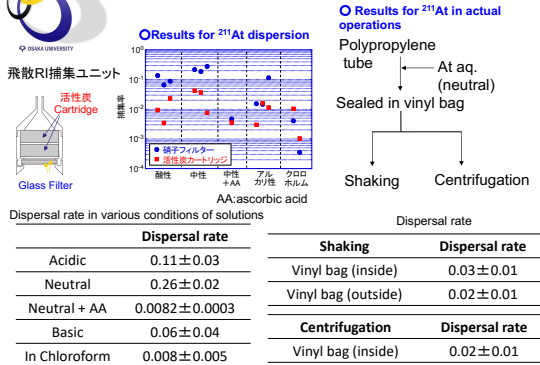 OSAKA UNIVERSITY
飛散RI捕集ユニット
活性炭
Cartridge
Glass Filter
Results for ²¹¹At dispersion
10⁰
10⁻¹
10⁻²
10⁻³
10⁻⁴
捕集率
硝子フィルター
活性炭カートリッジ
酸性
中性
中性
+AA
アル
カリ性
クロロ
ホルム
AA:ascorbic acid
Results for ²¹¹At in actual
operations
Polypropylene
tube
At aq.
(neutral)
Sealed in vinyl bag
Shaking Centrifugation
Dispersal rate in various conditions of solutions
Dispersal rate
Acidic 0.11±0.03
Neutral 0.26±0.02
Neutral + AA 0.0082±0.0003
Basic 0.06±0.04
In Chloroform 0.008±0.005
Dispersal rate
Shaking Dispersal rate
Vinyl bag (inside) 0.03±0.01
Vinyl bag (outside) 0.02±0.01
Centrifugation Dispersal rate
Vinyl bag (inside) 0.02±0.01